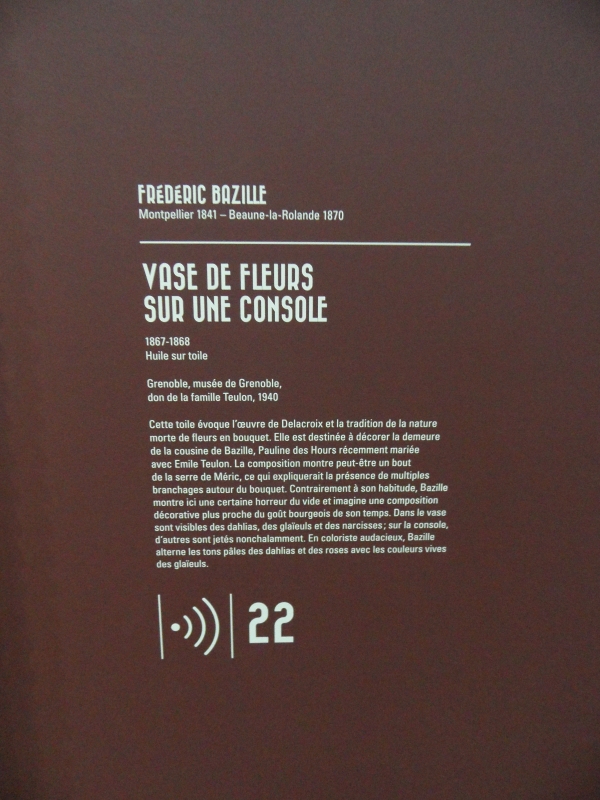 FRÉDÉRIC BAZILLE
Montpellier 1841 – Beaune-la-Rolande 1870
VASE DE FLEURS
SUR UNE CONSOLE
1867-1868
Huile sur toile
Grenoble, musée de Grenoble,
don de la famille Teulon, 1940
Cette toile évoque l'œuvre de Delacroix et la tradition de la nature
morte de fleurs en bouquet. Elle est destinée à décorer la demeure
de la cousine de Bazille, Pauline des Hours récemment mariée
avec Emile Teulon. La composition montre peut-être un bout
de la serre de Méric, ce qui expliquerait la présence de multiples
branchages autour du bouquet. Contrairement à son habitude, Bazille
montre ici une certaine horreur du vide et imagine une composition
décorative plus proche du goût bourgeois de son temps. Dans le vase
sont visibles des dahlias, des glaïeuls et des narcisses ; sur la console,
d'autres sont jetés nonchalamment. En coloriste audacieux, Bazille
alterne les tons pâles des dahlias et des roses avec les couleurs vives
des glaïeuls.
22